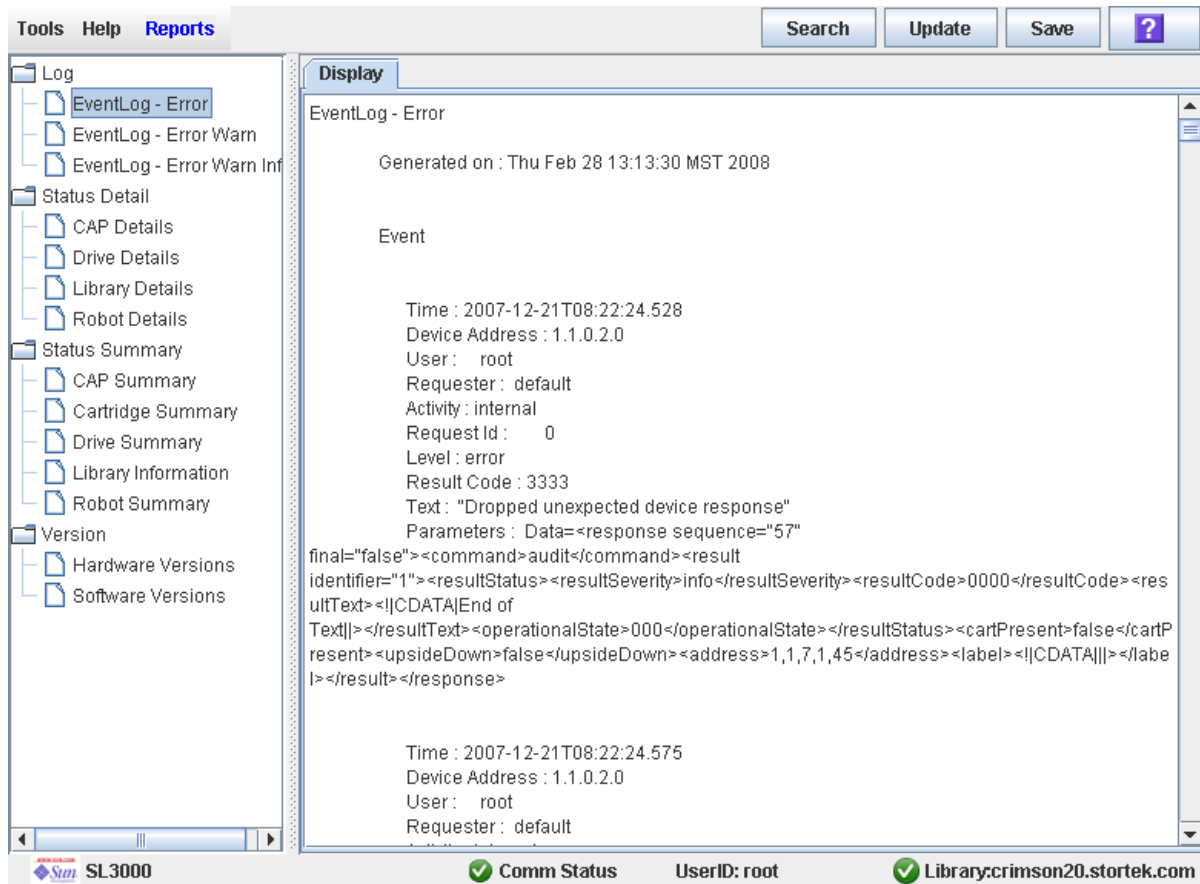 Tools Help Reports
Search Update Save ?
Log
EventLog - Error
EventLog - Error Warn
EventLog - Error Warn Inf
Status Detail
CAP Details
Drive Details
Library Details
Robot Details
Status Summary
CAP Summary
Cartridge Summary
Drive Summary
Library Information
Robot Summary
Version
Hardware Versions
Software Versions
Display
EventLog - Error
Generated on : Thu Feb 28 13:13:30 MST 2008
Event
Time : 2007-12-21T08:22:24.528
Device Address : 1.1.0.2.0
User : root
Requester : default
Activity : internal
Request Id : 0
Level : error
Result Code : 3333
Text : "Dropped unexpected device response"
Parameters : Data=<response sequence="57"
final="false"><command>audit</command><result
identifier="1"><resultStatus><resultSeverity>info</resultSeverity><resultCode>0000</resultCode><res
ultText><!|CDATA|End of
Text||></resultText><operationalState>000</operationalState></resultStatus><cartPresent>false</cartP
resent><upsideDown>false</upsideDown><address>1,1,7,1,45</address><label><!|CDATA|||></labe
l></result></response>
Time : 2007-12-21T08:22:24.575
Device Address : 1.1.0.2.0
User : root
Requester : default
Sun SL3000
Comm Status
UserID: root
Library:crimson20.stortek.com